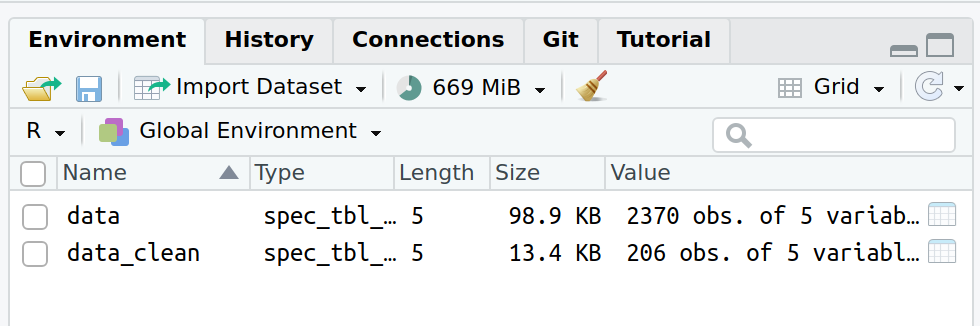 Environment History Connections Git Tutorial
Import Dataset 669 MiB Grid
R Global Environment
Name Type Length Size Value
data spec_tbl_… 5 98.9 KB 2370 obs. of 5 variab…
data_clean spec_tbl_… 5 13.4 KB 206 obs. of 5 variabl…